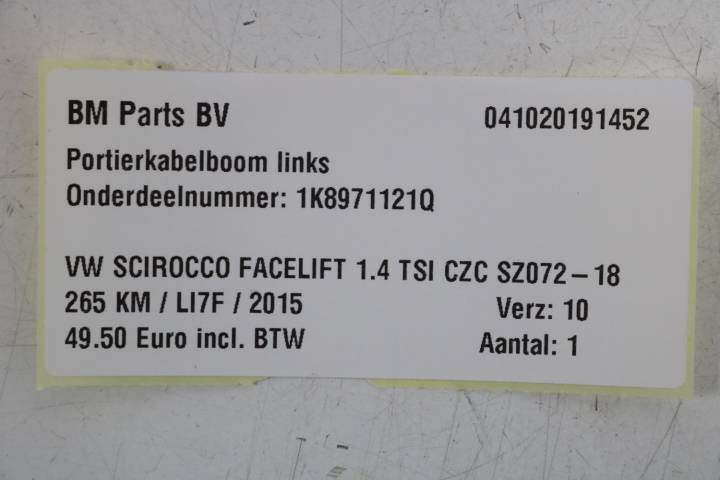 BM Parts BV 041020191452
Portierkabelboom links
Onderdeelnummer: 1K8971121Q
VW SCIROCCO FACELIFT 1.4 TSI CZC SZ072-18
265 KM / LI7F / 2015 Verz: 10
49.50 Euro incl. BTW Aantal: 1